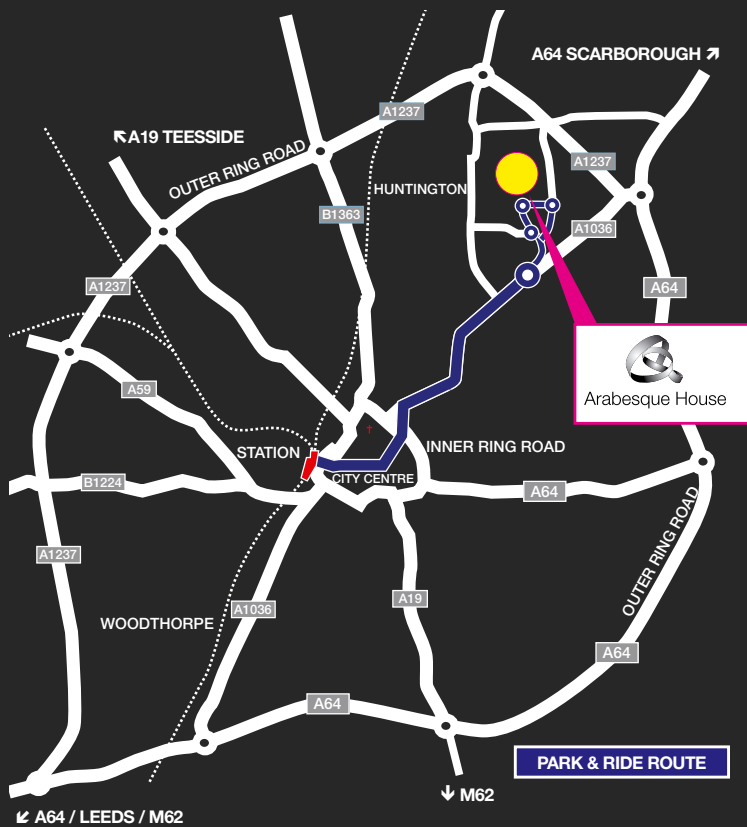 A64 SCARBOROUGH
A1237
A19 TEESSIDE
OUTER RING ROAD
A1237
HUNTINGTON
B1363
A1036
A1237
A64
Arabesque House
A59
STATION
INNER RING ROAD
CITY CENTRE
B1224
A64
OUTER RING ROAD
A1237
A19
A1036
WOODTHORPE
A64
A64
PARK & RIDE ROUTE
M62
A64 / LEEDS / M62